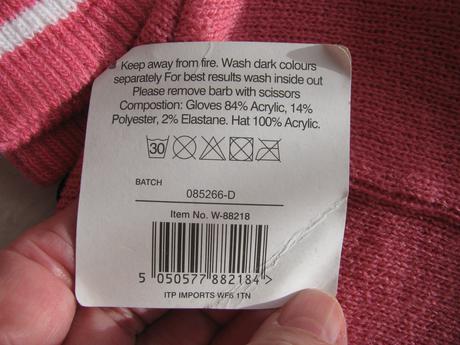 Keep away from fire. Wash dark colours
separately For best results wash inside out
Please remove barb with scissors
Compostion: Gloves 84% Acrylic, 14%
Polyester, 2% Elastane. Hat 100% Acrylic.
30
BATCH
085266-D
Item No. W-88218
5 050577 882184 >
ITP IMPORTS WF6 1TN